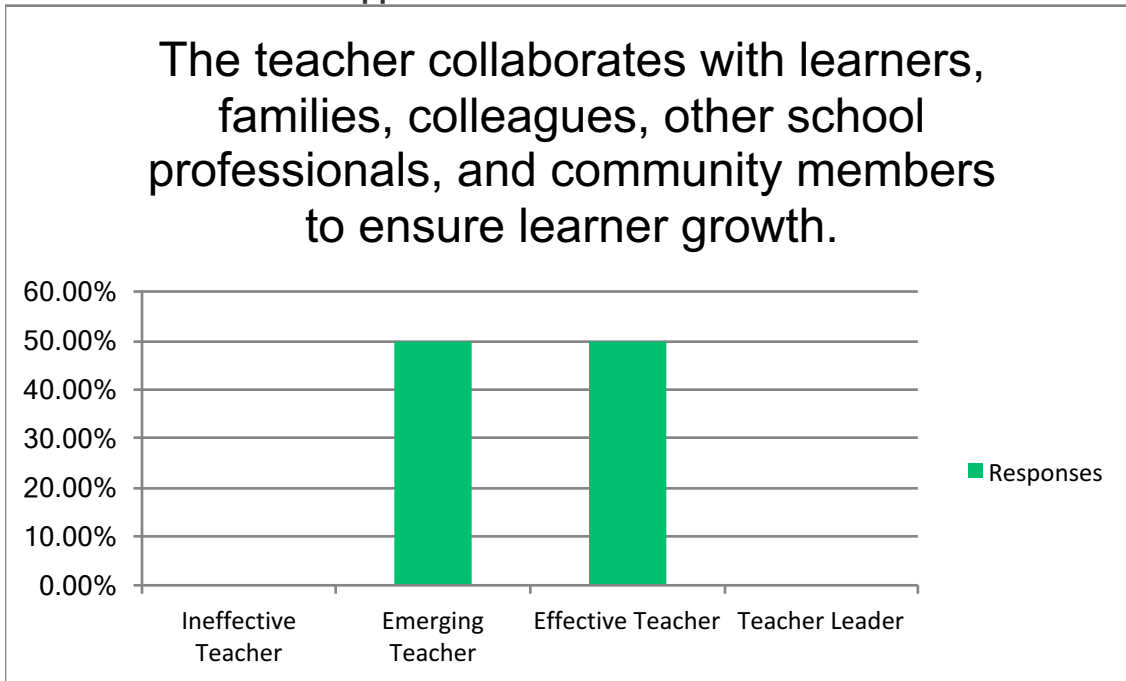 The teacher collaborates with learners,
families, colleagues, other school
professionals, and community members
to ensure learner growth.
60.00%
50.00%
40.00%
30.00%
20.00%
10.00%
0.00%
Ineffective
Teacher
Emerging
Teacher
Effective Teacher
Teacher Leader
Responses